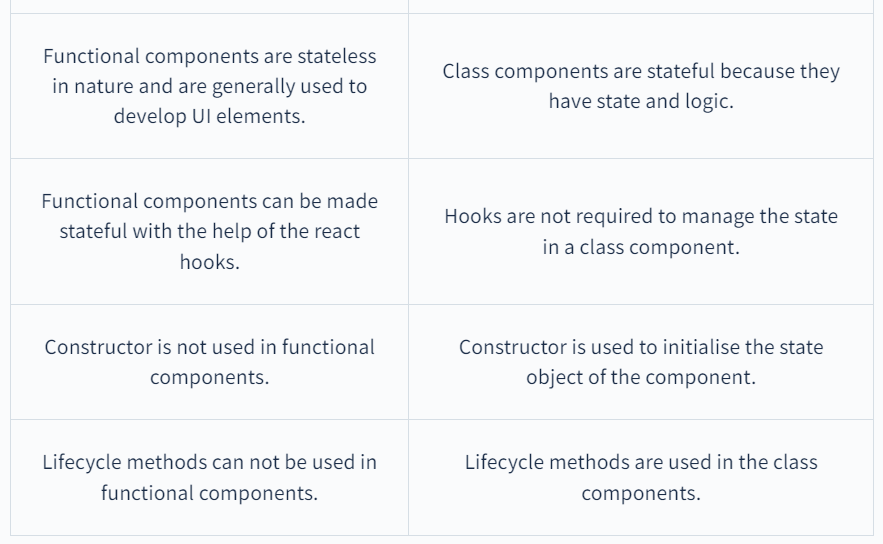 Functional components are stateless
in nature and are generally used to
develop UI elements.
Class components are stateful because they
have state and logic.
Functional components can be made
stateful with the help of the react
hooks.
Hooks are not required to manage the state
in a class component.
Constructor is not used in functional
components.
Constructor is used to initialise the state
object of the component.
Lifecycle methods can not be used in
functional components.
Lifecycle methods are used in the class
components.